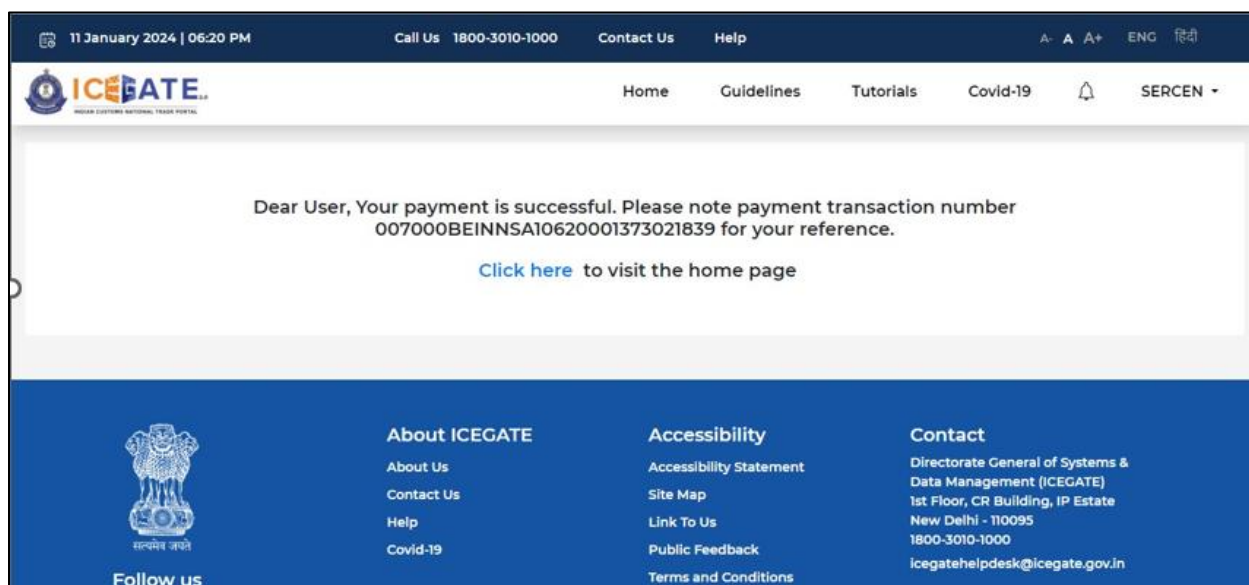 11 January 2024 | 06:20 PM
Call Us 1800-3010-1000
Contact Us
Help
A- A A+
ENG
हिंदी
ICEGATE
INDIAN CUSTOMS NATIONAL TRADE PORTAL
Home
Guidelines
Tutorials
Covid-19
SERCEN
Dear User, Your payment is successful. Please note payment transaction number
007000BEINNSA10620001373021839 for your reference.
Click here to visit the home page
सत्यमेव जयते
Follow us
About ICEGATE
About Us
Contact Us
Help
Covid-19
Accessibility
Accessibility Statement
Site Map
Link To Us
Public Feedback
Terms and Conditions
Contact
Directorate General of Systems &
Data Management (ICEGATE)
1st Floor, CR Building, IP Estate
New Delhi - 110095
1800-3010-1000
icegatehelpdesk@icegate.gov.in